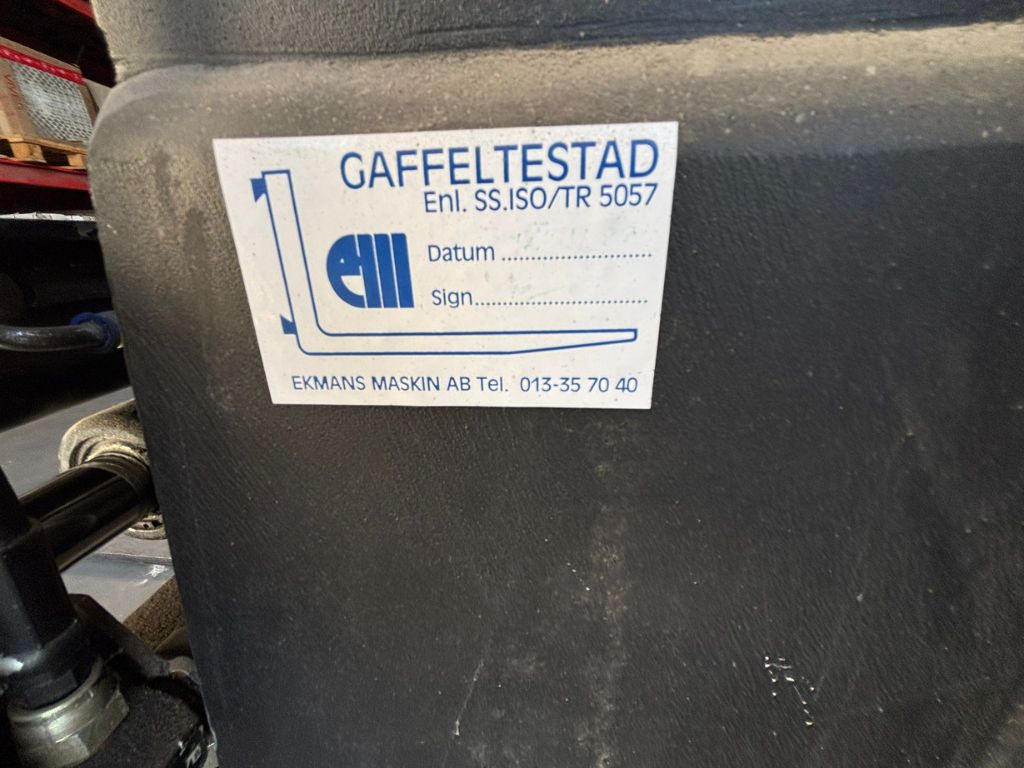 GAFFELTESTAD
Enl. SS.ISO/TR 5057
Datum ........................
Sign............................
EKMANS MASKIN AB Tel. 013-35 70 40